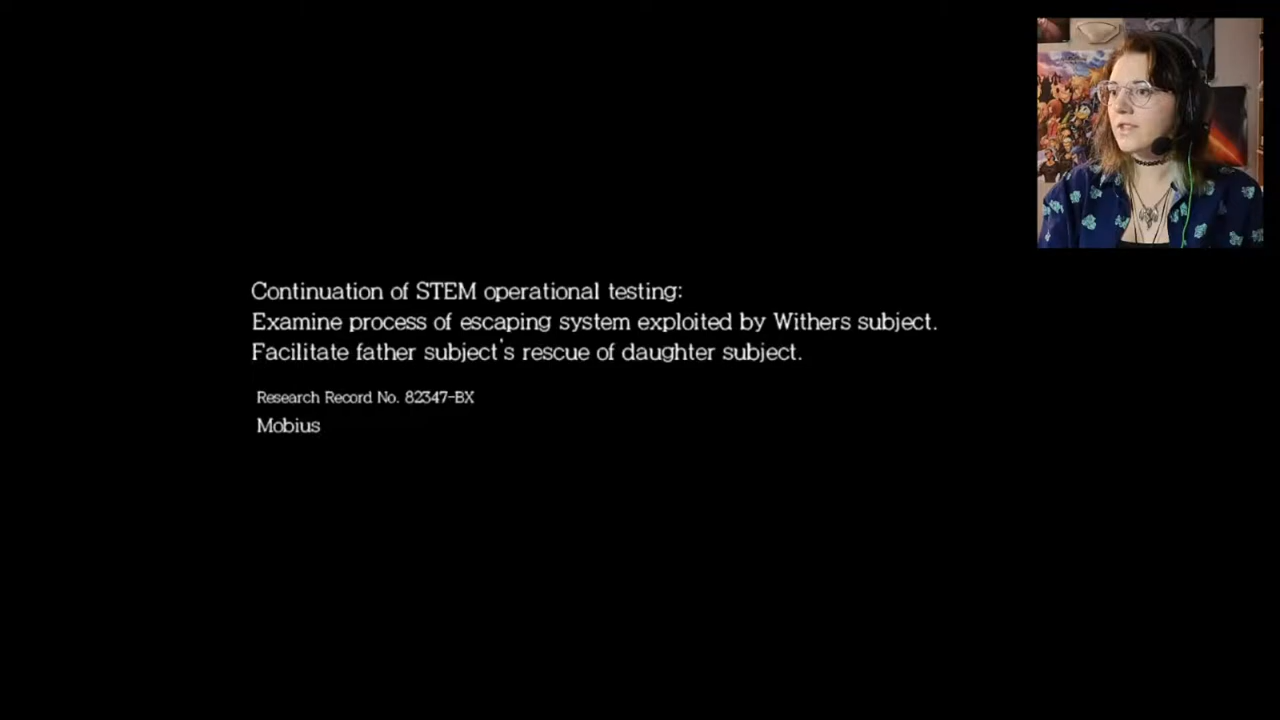 Continuation of STEM operational testing:
Examine process of escaping system exploited by Withers subject.
Facilitate father subject's rescue of daughter subject.
Research Record No. 82347-BX
Mobius